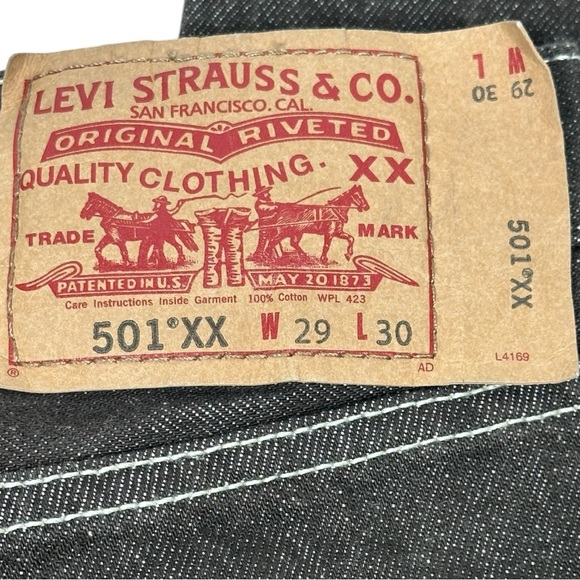 LEVI STRAUSS & CO.
SAN FRANCISCO. CAL.
ORIGINAL RIVETED
QUALITY CLOTHING. XX
TRADE MARK
PATENTED IN U.S. MAY 20 1873
Care Instructions Inside Garment 100% Cotton WPL 423
501®XX W 29 L 30
® AD L4169
W L
29 30
501®XX